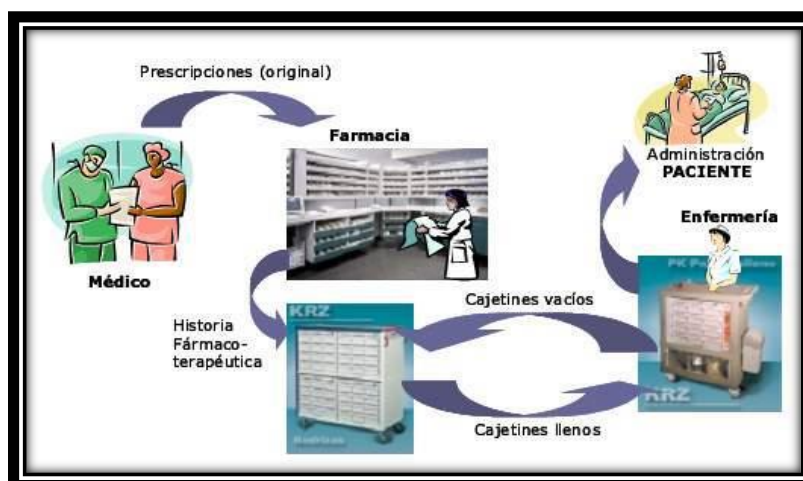 Prescripciones (original)
Farmacia
Médico
Administración
PACIENTE
Enfermería
Historia
Fármaco-
terapéutica
KRZ
Cajetines vacíos
Cajetines llenos
KRZ